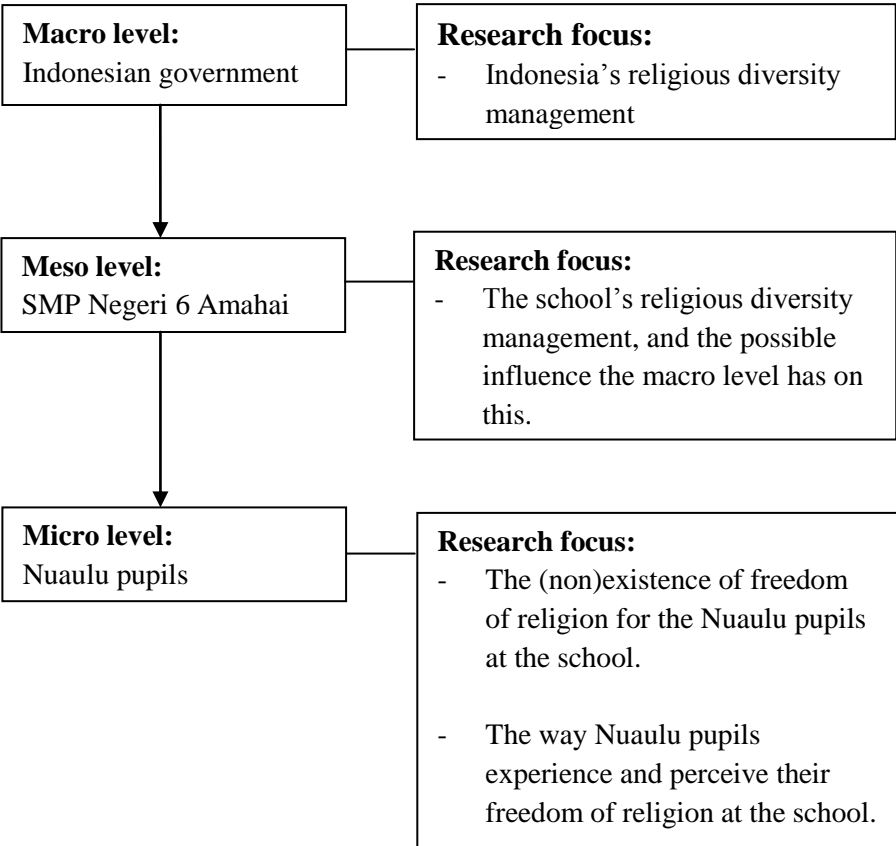 Macro level:
Indonesian government
Research focus:
- Indonesia's religious diversity
management
Meso level:
SMP Negeri 6 Amahai
Research focus:
- The school's religious diversity
management, and the possible
influence the macro level has on
this.
Micro level:
Nuaulu pupils
Research focus:
- The (non)existence of freedom
of religion for the Nuaulu pupils
at the school.
- The way Nuaulu pupils
experience and perceive their
freedom of religion at the school.